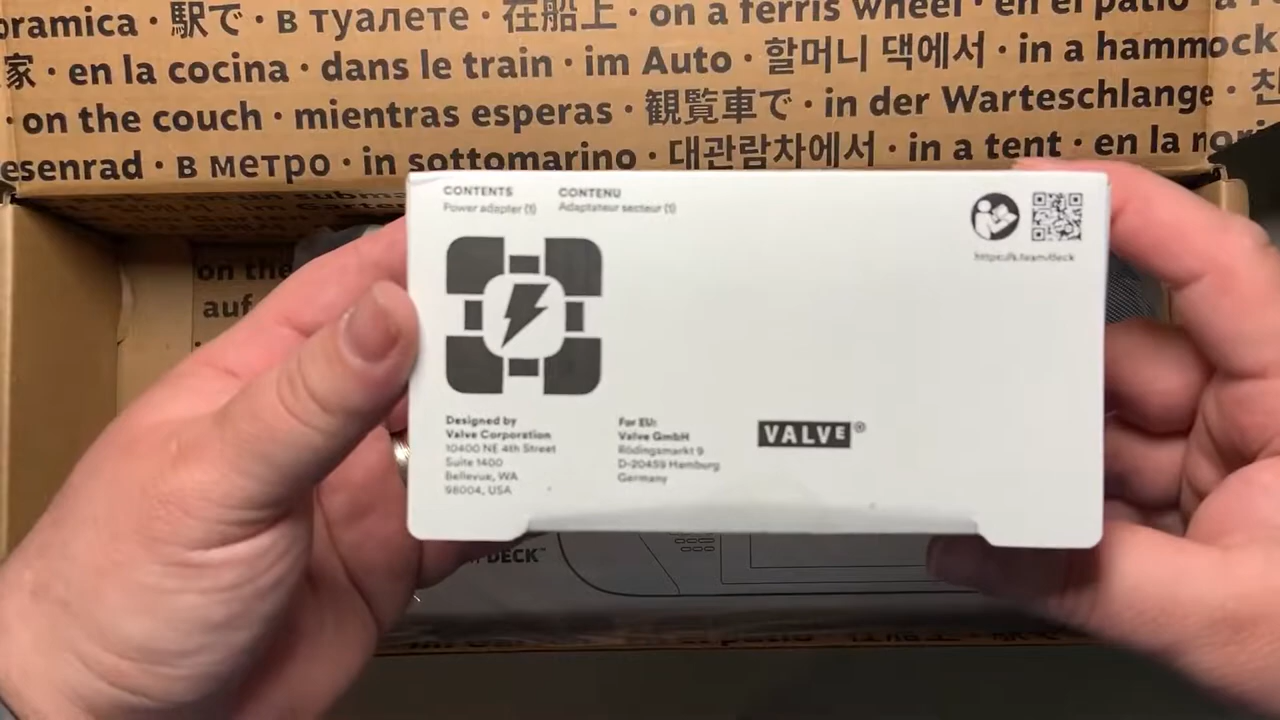 oramica · 駅で · в туалете · 在船上 · on a ferris wheel · en el patio · a
家 · en la cocina · dans le train · im Auto · 할머니 댁에서 · in a hammock
· on the couch · mientras esperas · 観覧車で · in der Warteschlange · 친
esenrad · в метро · in sottomarino · 대관람차에서 · in a tent · en la nori
CONTENTS
Power adapter (1)
CONTENU
Adaptateur secteur (1)
on the
auf
Designed by
Valve Corporation
10400 NE 4th Street
Suite 1400
Bellevue, WA
98004, USA
For EU:
Valve GmbH
Rödingsmarkt 9
D-20459 Hamburg
Germany
VALVE®
DECK™